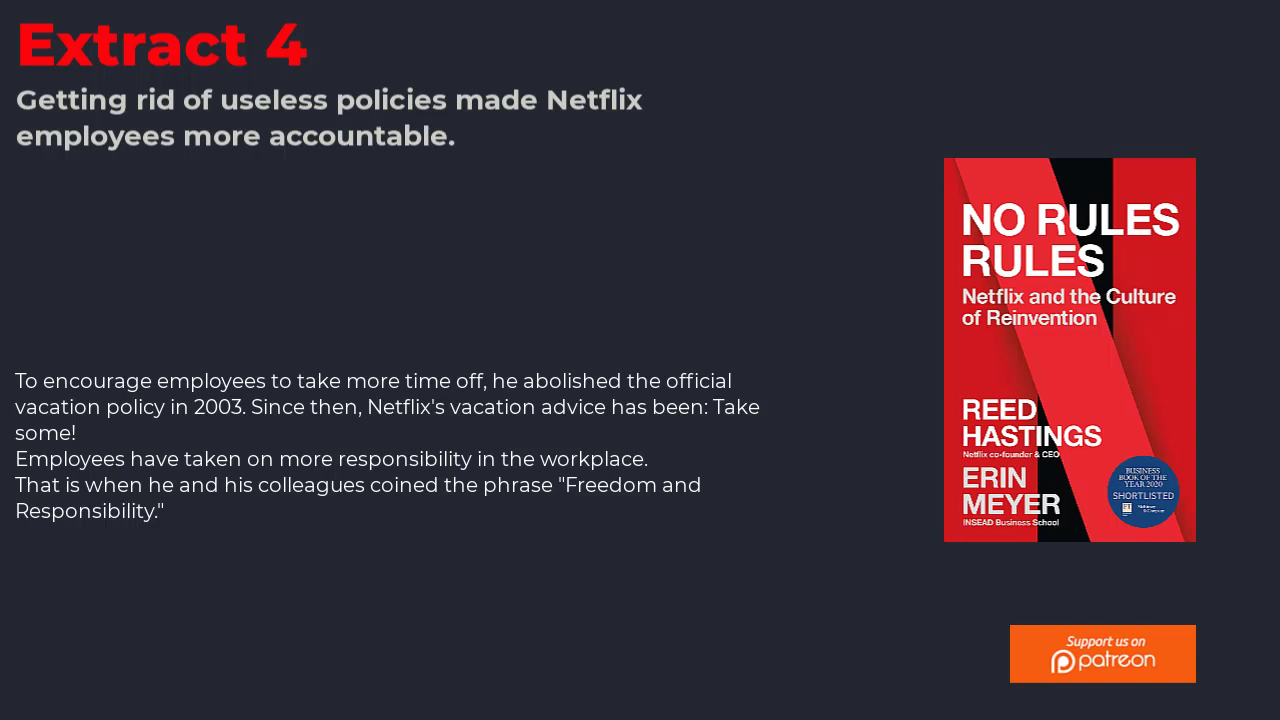 Extract 4
Getting rid of useless policies made Netflix
employees more accountable.
To encourage employees to take more time off, he abolished the official
vacation policy in 2003. Since then, Netflix's vacation advice has been: Take
some!
Employees have taken on more responsibility in the workplace.
That is when he and his colleagues coined the phrase "Freedom and
Responsibility."
NO RULES
RULES
Netflix and the Culture
of Reinvention
REED
HASTINGS
Netflix co-founder & CEO
ERIN
MEYER
INSEAD Business School
BUSINESS
BOOK OF THE
YEAR 2020
SHORTLISTED
FT
Support us on
patreon